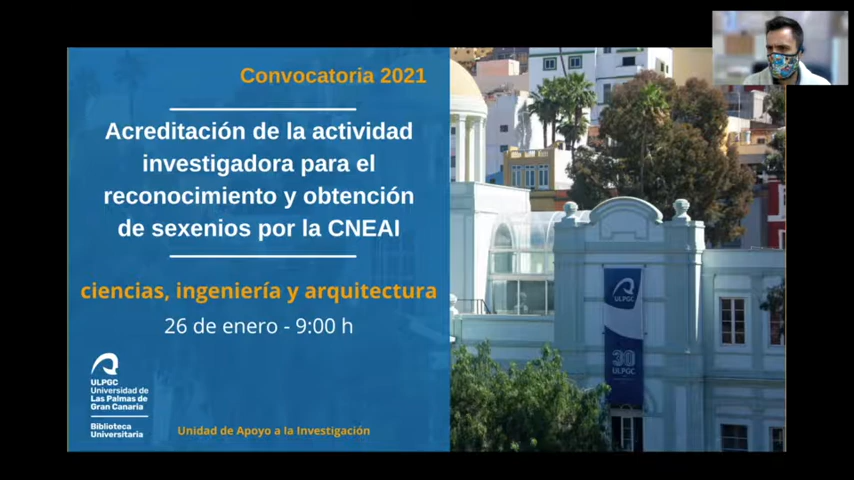 Convocatoria 2021
Acreditación de la actividad
investigadora para el
reconocimiento y obtención
de sexenios por la CNEAI
ciencias, ingeniería y arquitectura
26 de enero - 9:00 h
ULPGC
Universidad de
Las Palmas de
Gran Canaria
Biblioteca
Universitaria
Unidad de Apoyo a la Investigación
ULPGC
30
ULPGC